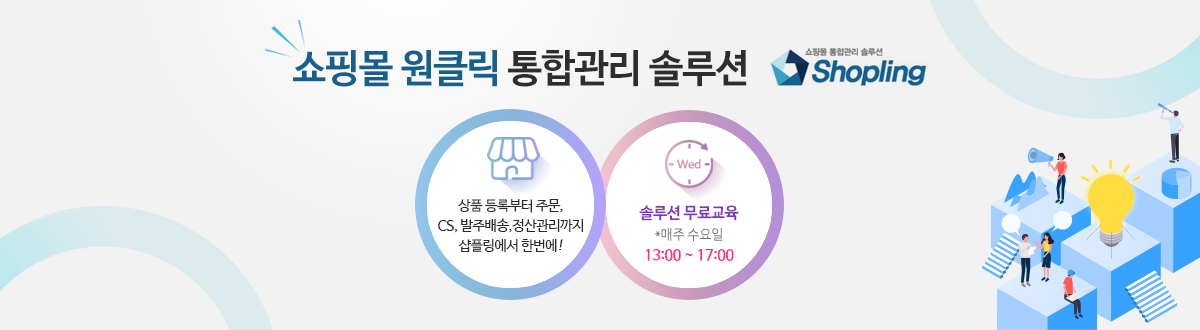 쇼핑몰 원클릭 통합관리 솔루션
쇼핑몰 통합관리 솔루션
Shopling
상품 등록부터 주문,
CS, 발주배송,정산관리까지
샵플링에서 한번에!
Wed
솔루션 무료교육
*매주 수요일
13:00 ~ 17:00